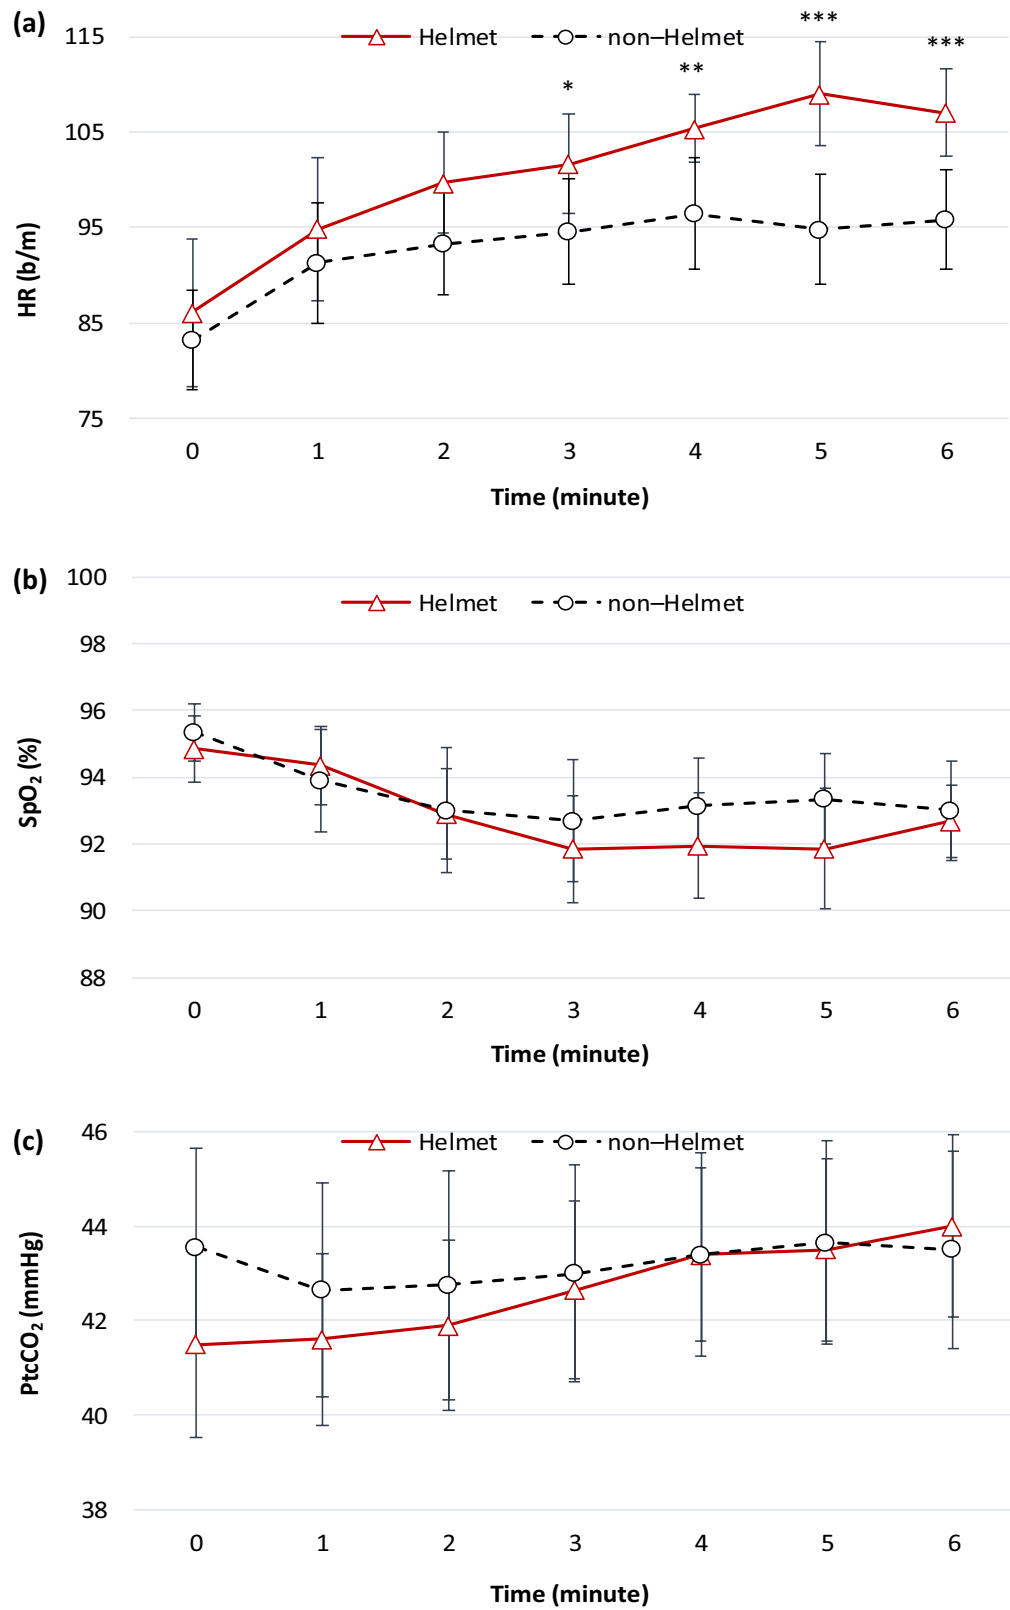 (a)
Helmet non–Helmet
***
***
**
*
115
105
95
85
75
HR (b/m)
0 1 2 3 4 5 6
Time (minute)
(b)
Helmet non–Helmet
100
98
96
94
92
90
88
SpO₂ (%)
0 1 2 3 4 5 6
Time (minute)
(c)
Helmet non–Helmet
46
44
42
40
38
PtcCO₂ (mmHg)
0 1 2 3 4 5 6
Time (minute)